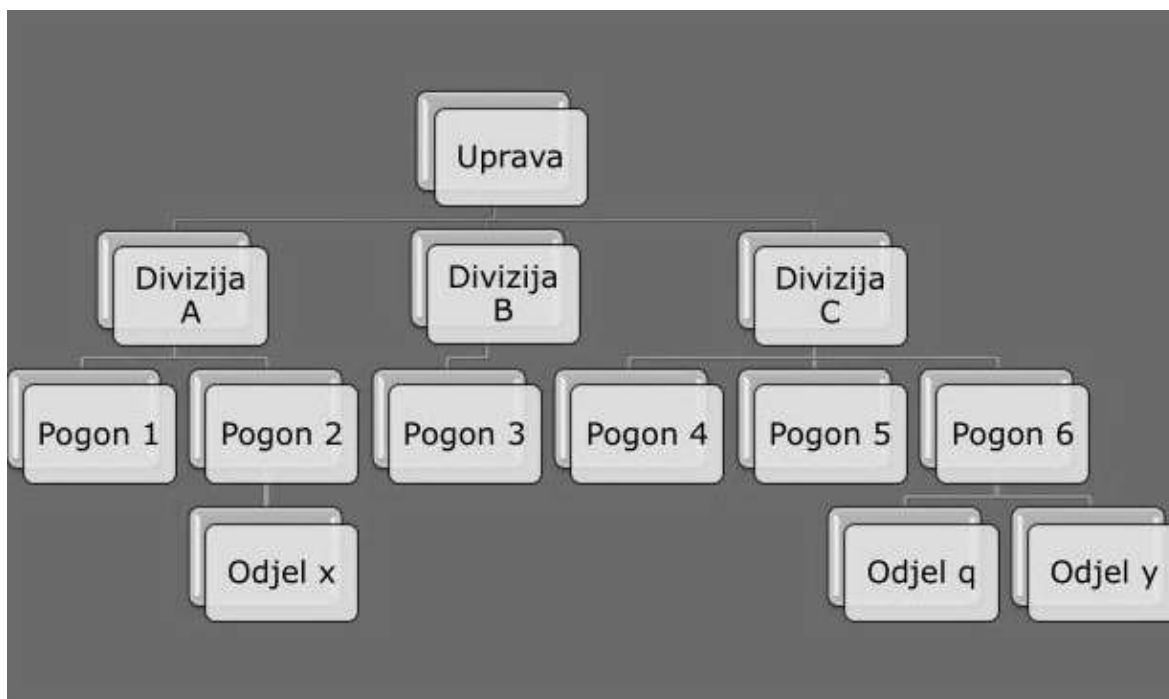 Uprava
Divizija
A
Divizija
B
Divizija
C
Pogon 1
Pogon 2
Pogon 3
Pogon 4
Pogon 5
Pogon 6
Odjel x
Odjel q
Odjel y